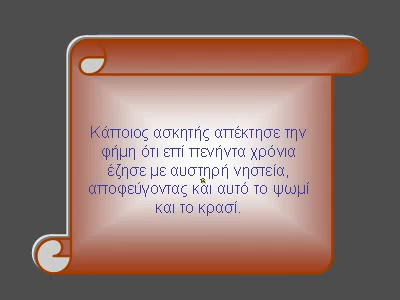 Κάποιος ασκητής απέκτησε την
φήμη ότι επί πενήντα χρόνια
έζησε με αυστηρή νηστεία,
αποφεύγοντας και αυτό το ψωμί
και το κρασί.